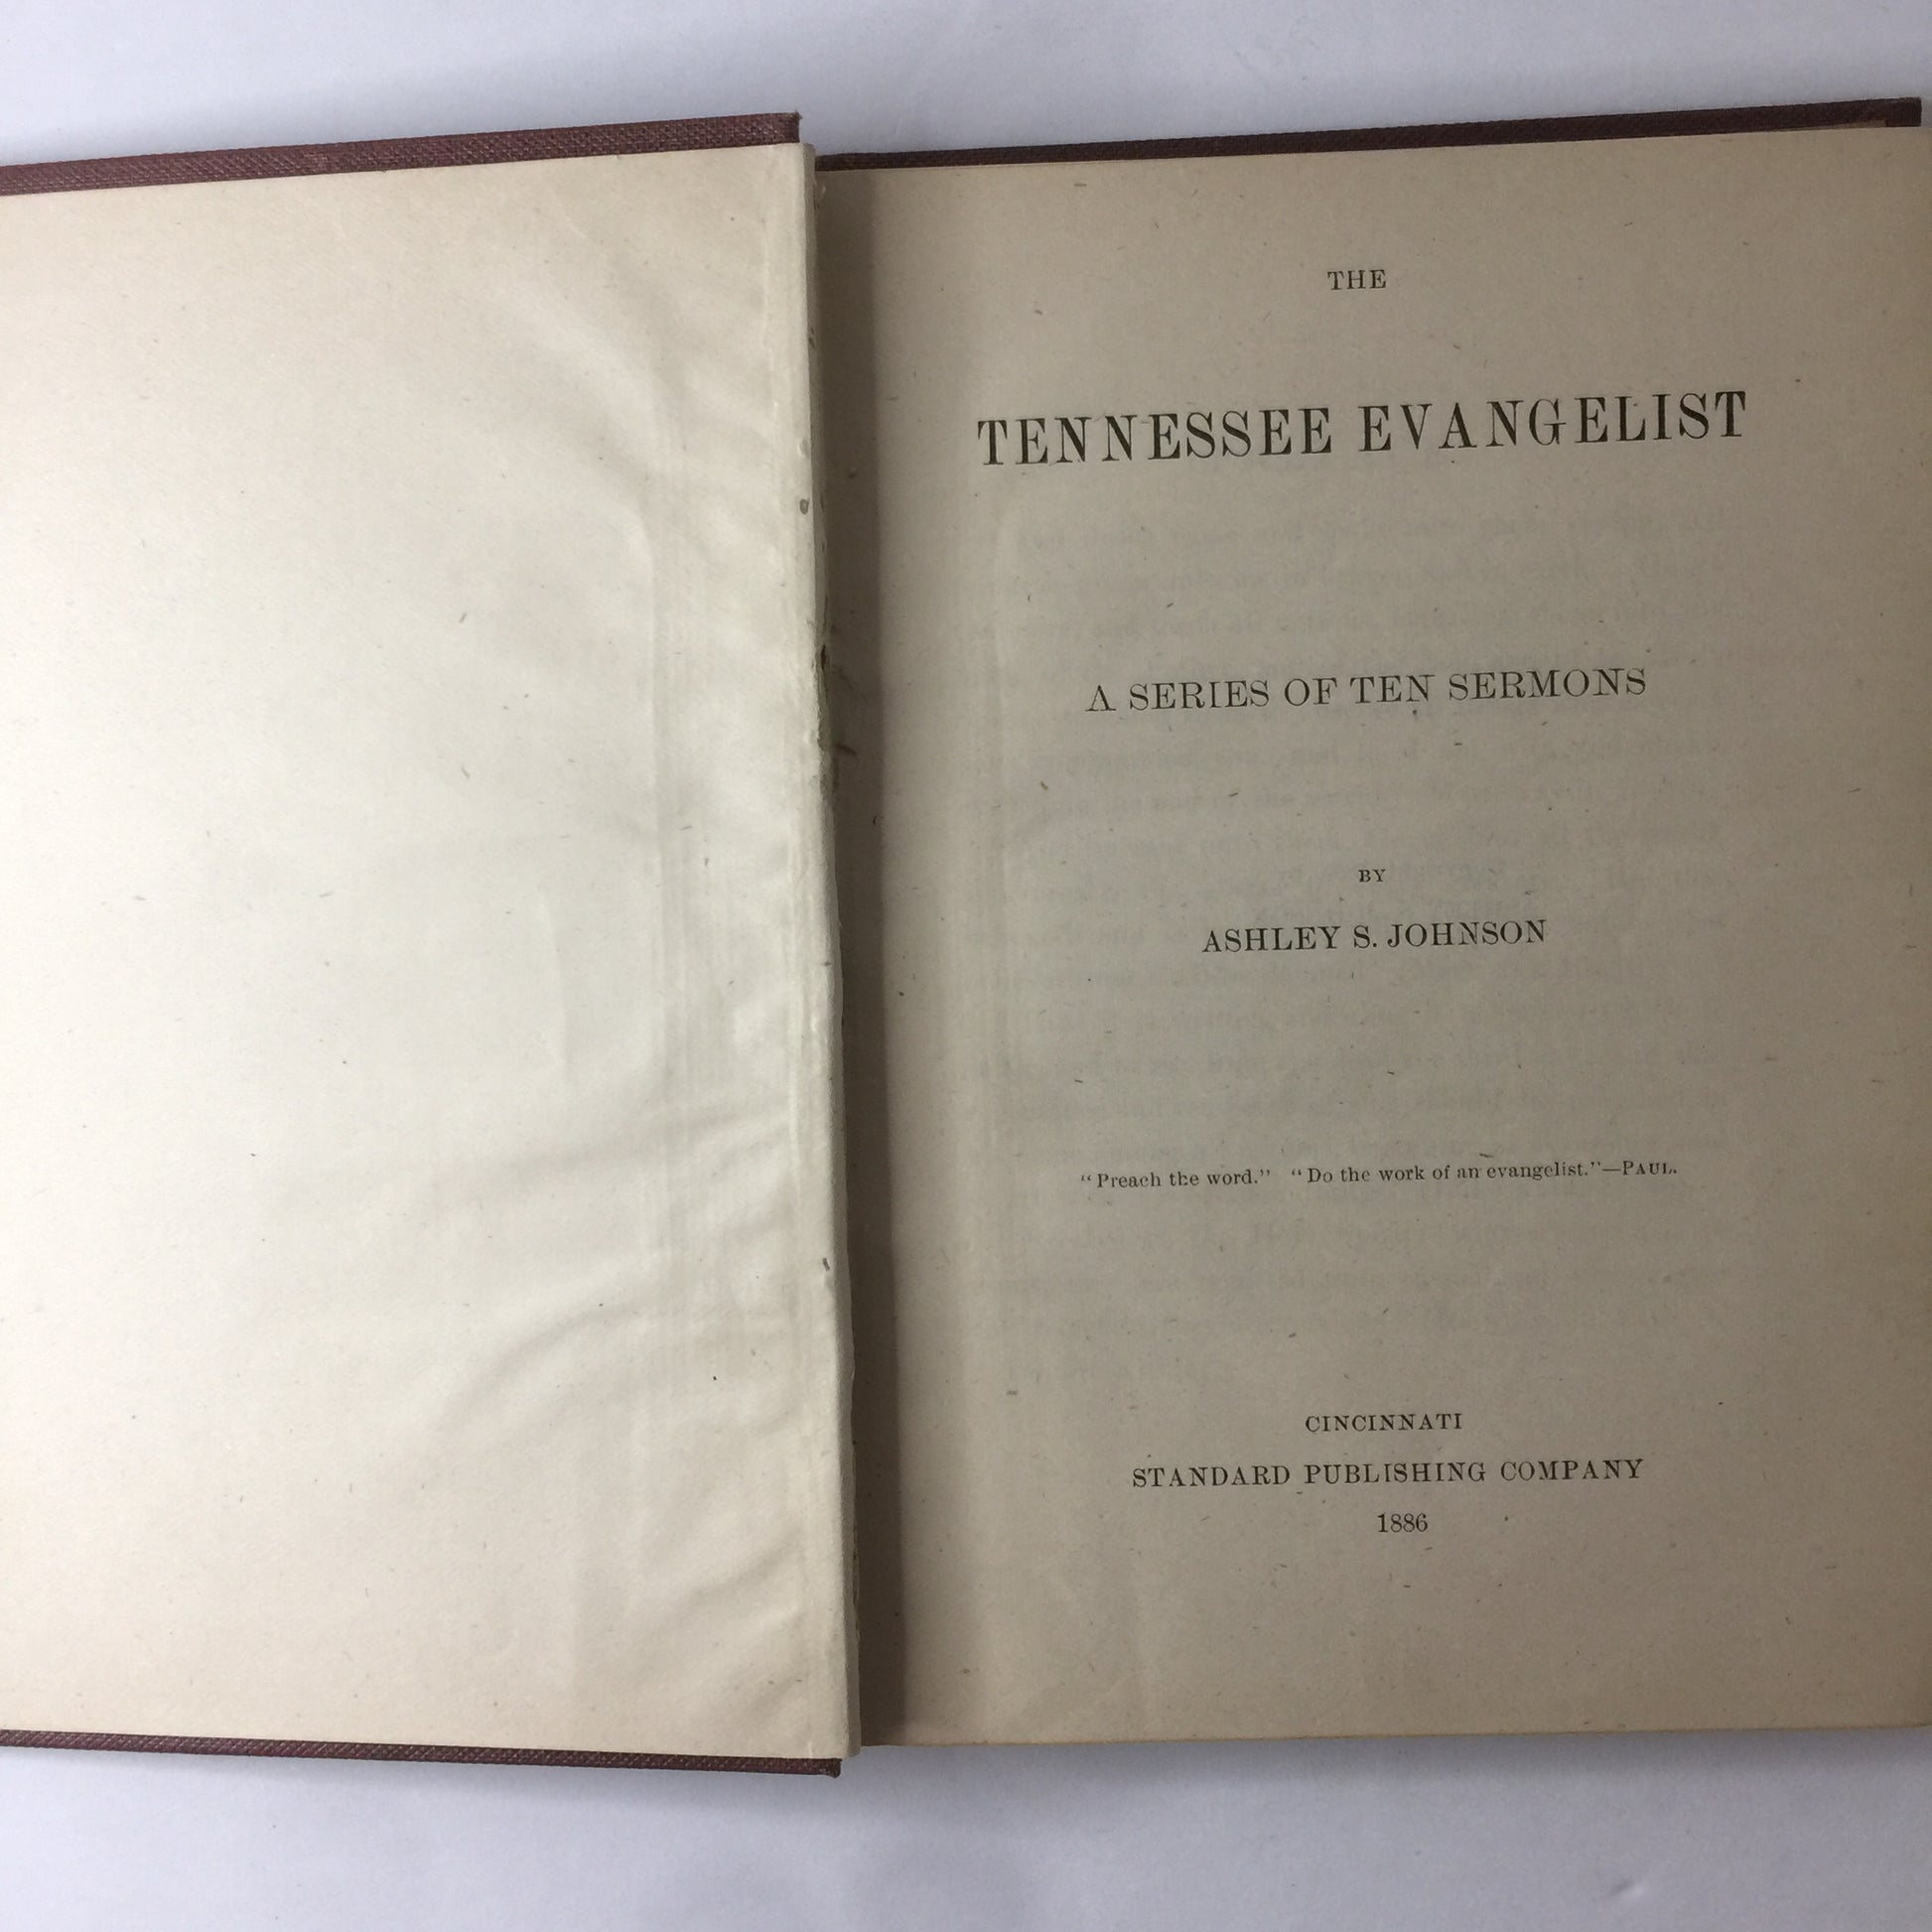 THE
TENNESSEE EVANGELIST
A SERIES OF TEN SERMONS
BY
ASHLEY S. JOHNSON
“Preach the word.” “Do the work of an evangelist.”—PAUL.
CINCINNATI
STANDARD PUBLISHING COMPANY
1886